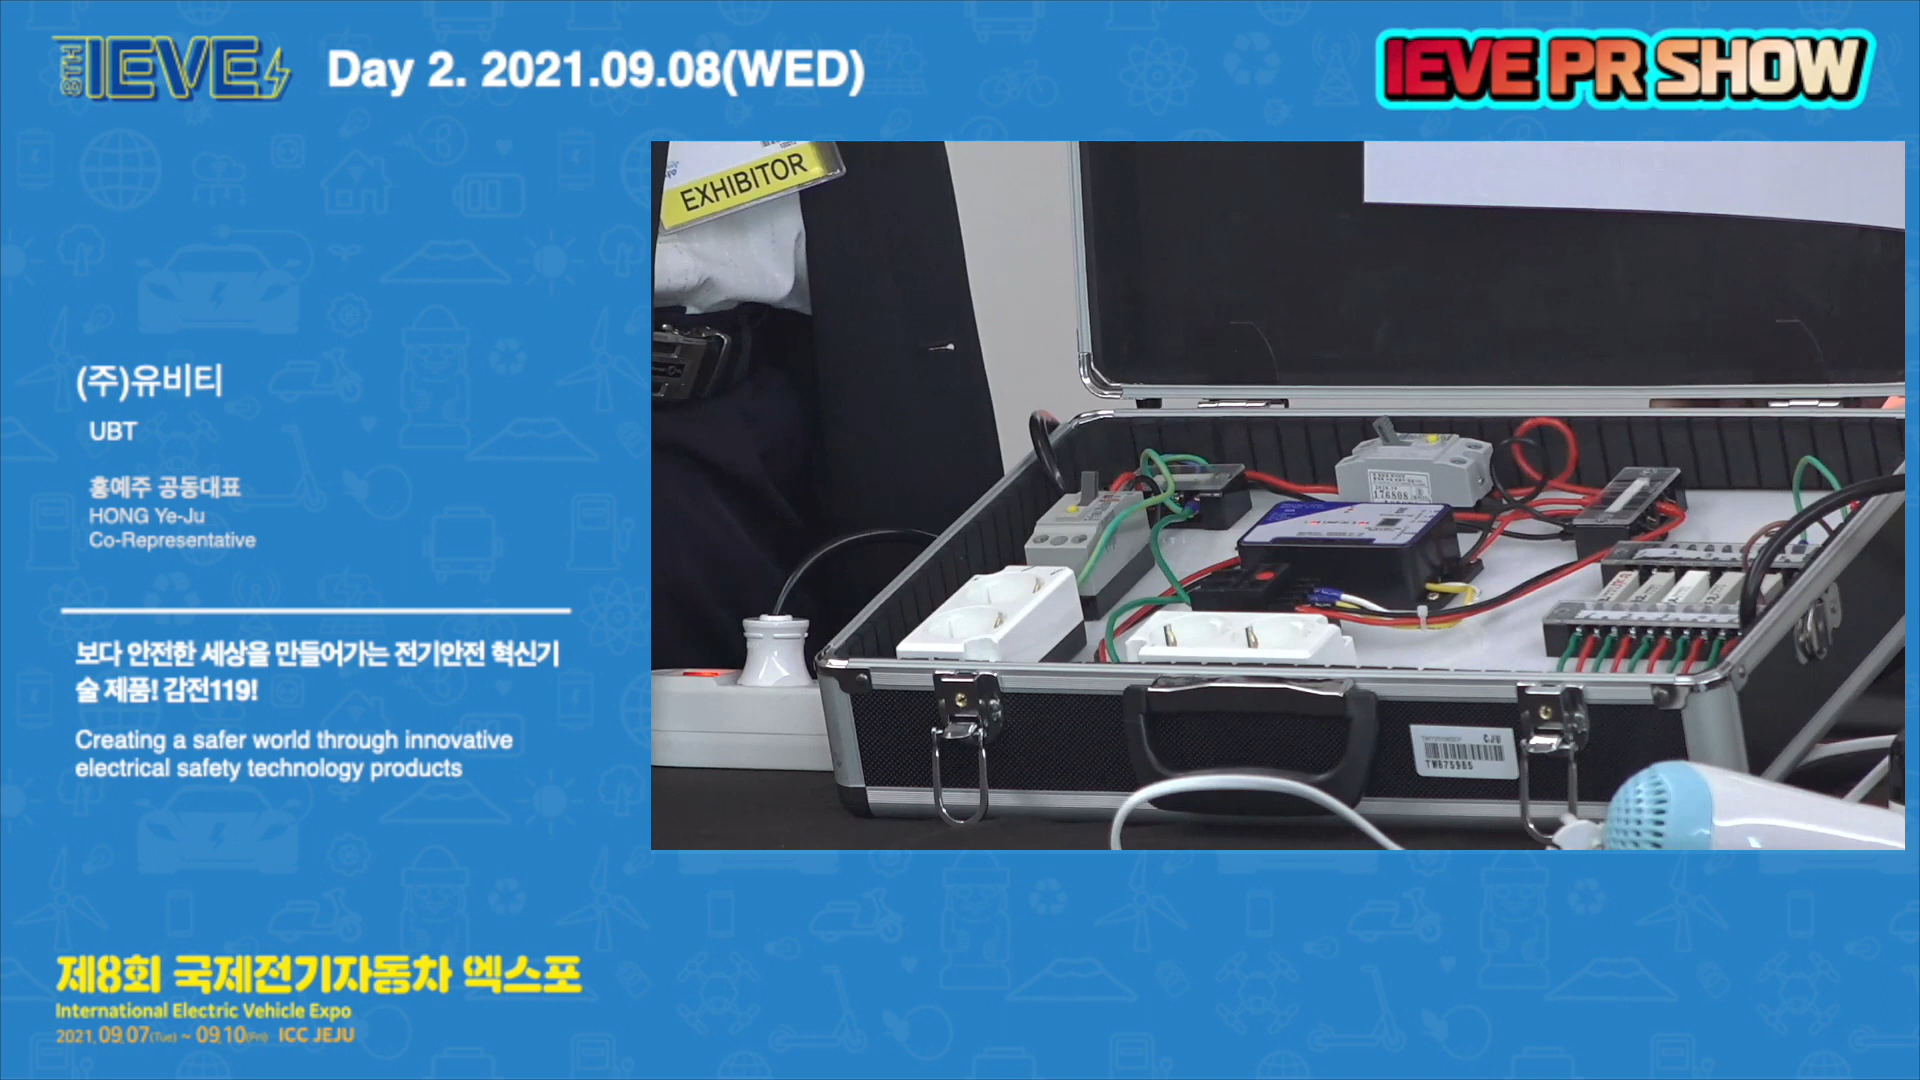 8TH IEVE
Day 2. 2021.09.08(WED)
IEVE PR SHOW
EXHIBITOR
(주)유비티
UBT
홍예주 공동대표
HONG Ye-Ju
Co-Representative
보다 안전한 세상을 만들어가는 전기안전 혁신기
술 제품! 감전119!
Creating a safer world through innovative
electrical safety technology products
176808
CJU
TW87598S
제8회 국제전기자동차 엑스포
International Electric Vehicle Expo
2021. 09.07(Tue) ~ 09.10(Fri) ICC JEJU